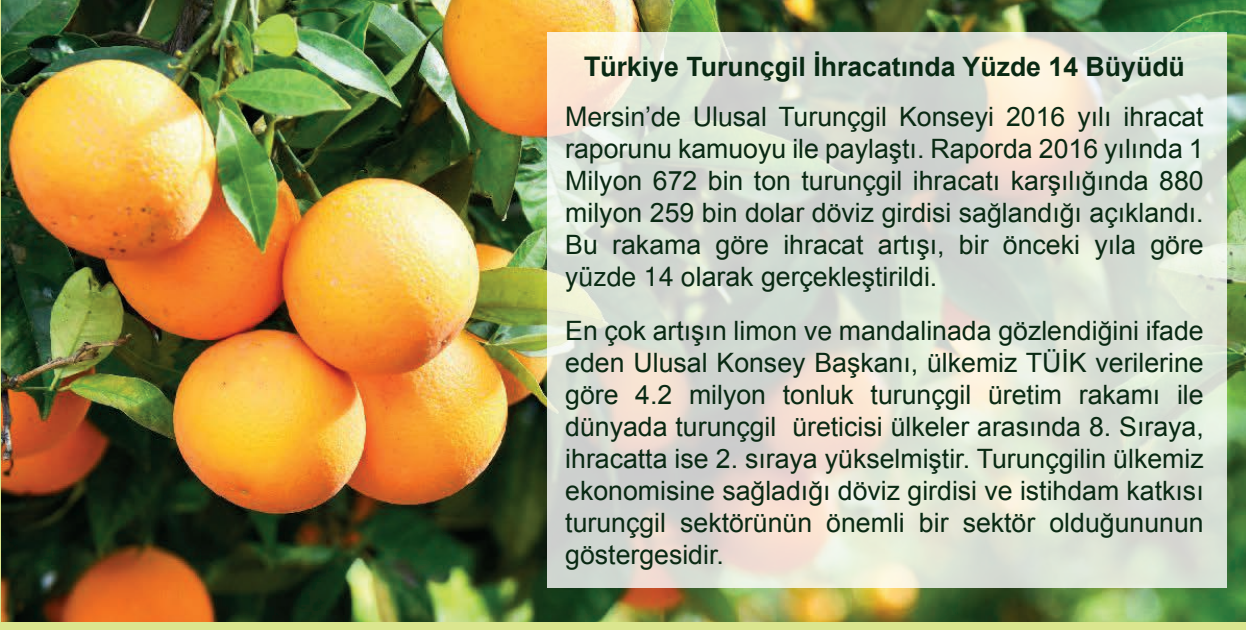 Türkiye Turunçgil İhracatında Yüzde 14 Büyüdü
Mersin’de Ulusal Turunçgil Konseyi 2016 yılı ihracat
raporunu kamuoyu ile paylaştı. Raporda 2016 yılında 1
Milyon 672 bin ton turunçgil ihracatı karşılığında 880
milyon 259 bin dolar döviz girdisi sağlandığı açıklandı.
Bu rakama göre ihracat artışı, bir önceki yıla göre
yüzde 14 olarak gerçekleştirildi.
En çok artışın limon ve mandalinada gözlendiğini ifade
eden Ulusal Konsey Başkanı, ülkemiz TÜİK verilerine
göre 4.2 milyon tonluk turunçgil üretim rakamı ile
dünyada turunçgil  üreticisi ülkeler arasında 8. Sıraya,
ihracatta ise 2. sıraya yükselmiştir. Turunçgilin ülkemiz
ekonomisine sağladığı döviz girdisi ve istihdam katkısı
turunçgil sektörünün önemli bir sektör olduğununun
göstergesidir.